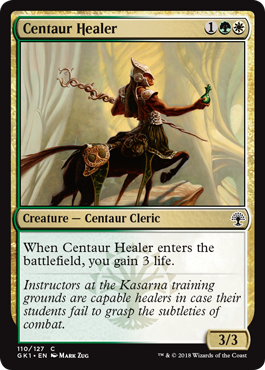 Centaur Healer 1
Creature — Centaur Cleric
When Centaur Healer enters the
battlefield, you gain 3 life.
Instructors at the Kasarna training
grounds are capable healers in case their
students fail to grasp the subtleties of
combat.
3/3
110/127 C
GK1 • EN Mark Zug
™ & © 2018 Wizards of the Coast